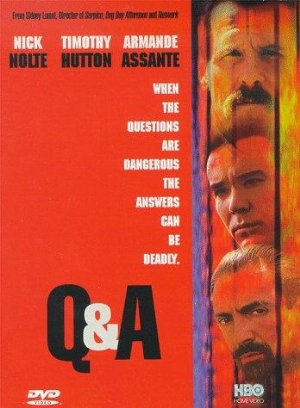 From Sidney Lumet, Director of Serpico, Dog Day Afternoon and Network
NICK TIMOTHY ARMANDE
NOLTE HUTTON ASSANTE
WHEN
THE
QUESTIONS
ARE
DANGEROUS
THE
ANSWERS
CAN
BE
DEADLY.
Q&A
DVD
VIDEO
HBO
HOME VIDEO